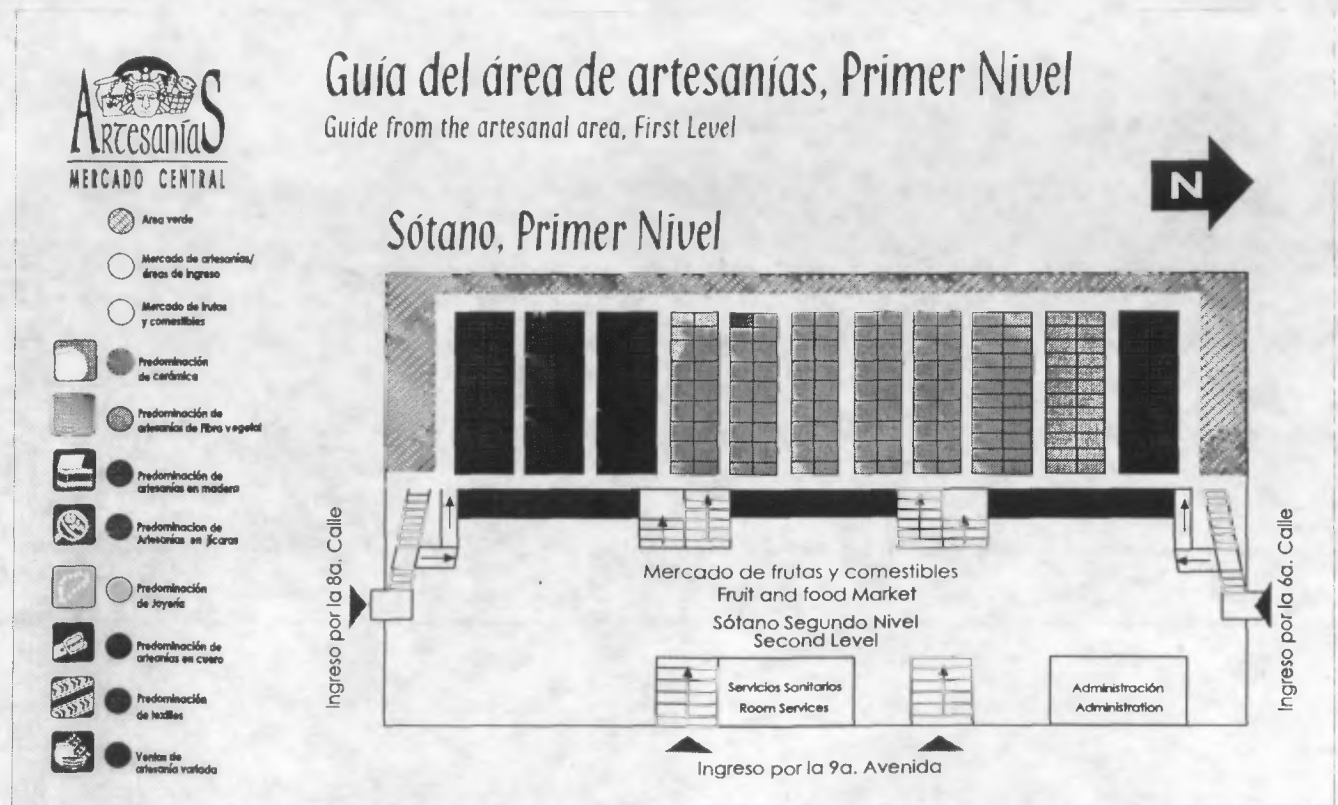 Guía del área de artesanías, Primer Nivel
Guide from the artesanal area, First Level
ARTESANÍAS
MERCADO CENTRAL
N
Sótano, Primer Nivel
Area verde
Mercado de artesanías/
áreas de ingreso
Mercado de frutas
y comestibles
Predominación
de cerámica
Predominación de
artesanías de Fibra vegetal
Predominación de
artesanías en madera
Predominacion de
Artesanías en Jícaras
Predominación
de Joyería
Predominación de
artesanías en cuero
Predominación
de textiles
Ventas de
artesanía variada
Ingreso por la 8a. Calle
Mercado de frutas y comestibles
Fruit and food Market
Sótano Segundo Nivel
Second Level
Servicios Sanitarios
Room Services
Administración
Administration
Ingreso por la 6a. Calle
Ingreso por la 9a. Avenida